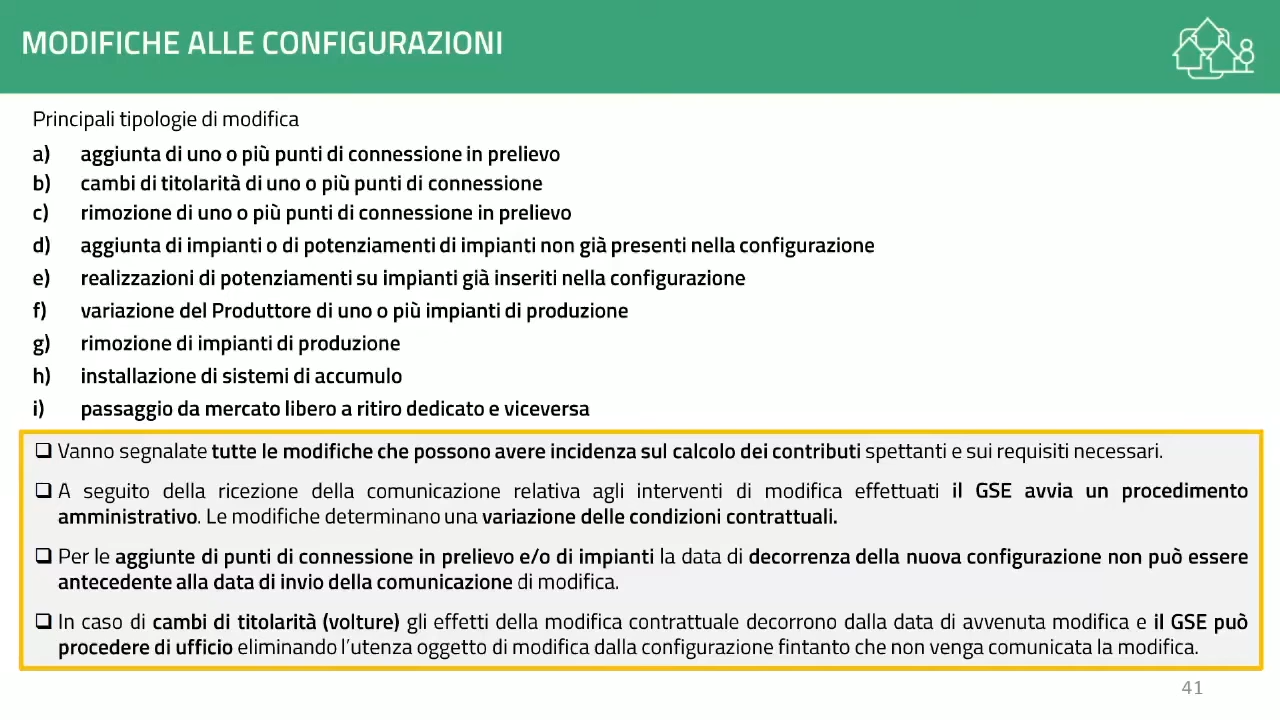 MODIFICHE ALLE CONFIGURAZIONI
Principali tipologie di modifica
a) aggiunta di uno o più punti di connessione in prelievo
b) cambi di titolarità di uno o più punti di connessione
c) rimozione di uno o più punti di connessione in prelievo
d) aggiunta di impianti o di potenziamenti di impianti non già presenti nella configurazione
e) realizzazioni di potenziamenti su impianti già inseriti nella configurazione
f) variazione del Produttore di uno o più impianti di produzione
g) rimozione di impianti di produzione
h) installazione di sistemi di accumulo
i) passaggio da mercato libero a ritiro dedicato e viceversa
❑ Vanno segnalate tutte le modifiche che possono avere incidenza sul calcolo dei contributi spettanti e sui requisiti necessari.
❑ A seguito della ricezione della comunicazione relativa agli interventi di modifica effettuati il GSE avvia un procedimento
amministrativo. Le modifiche determinano una variazione delle condizioni contrattuali.
❑ Per le aggiunte di punti di connessione in prelievo e/o di impianti la data di decorrenza della nuova configurazione non può essere
antecedente alla data di invio della comunicazione di modifica.
❑ In caso di cambi di titolarità (volture) gli effetti della modifica contrattuale decorrono dalla data di avvenuta modifica e il GSE può
procedere di ufficio eliminando l'utenza oggetto di modifica dalla configurazione fintanto che non venga comunicata la modifica.
41